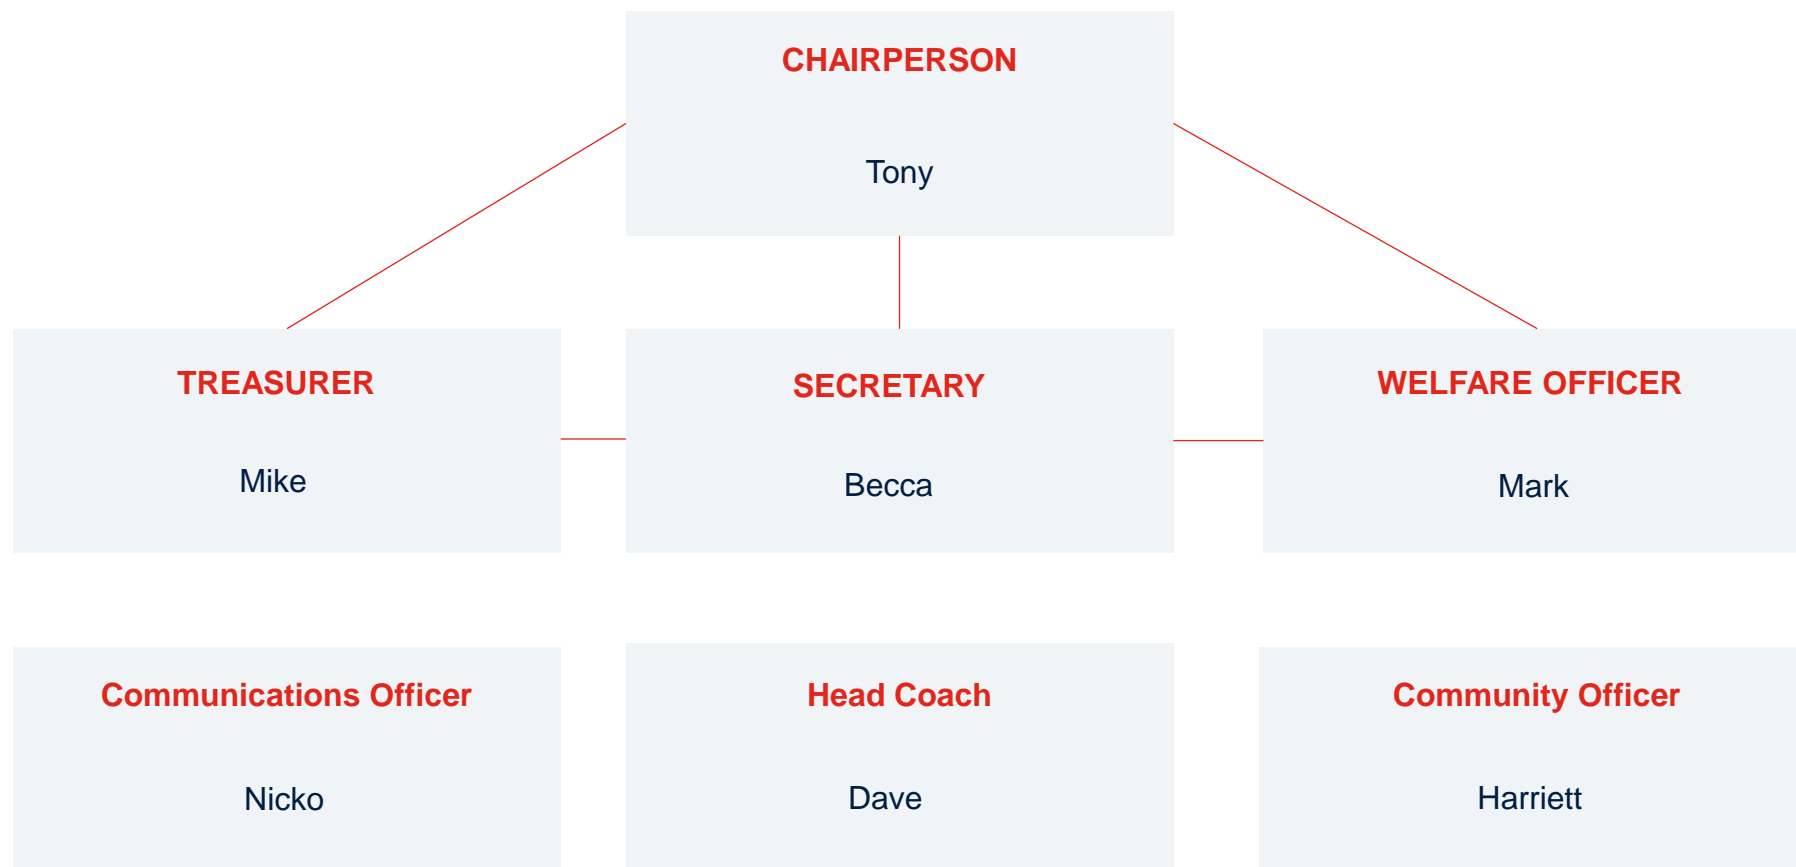 CHAIRPERSON
Tony
TREASURER
Mike
SECRETARY
Becca
WELFARE OFFICER
Mark
Communications Officer
Nicko
Head Coach
Dave
Community Officer
Harriett